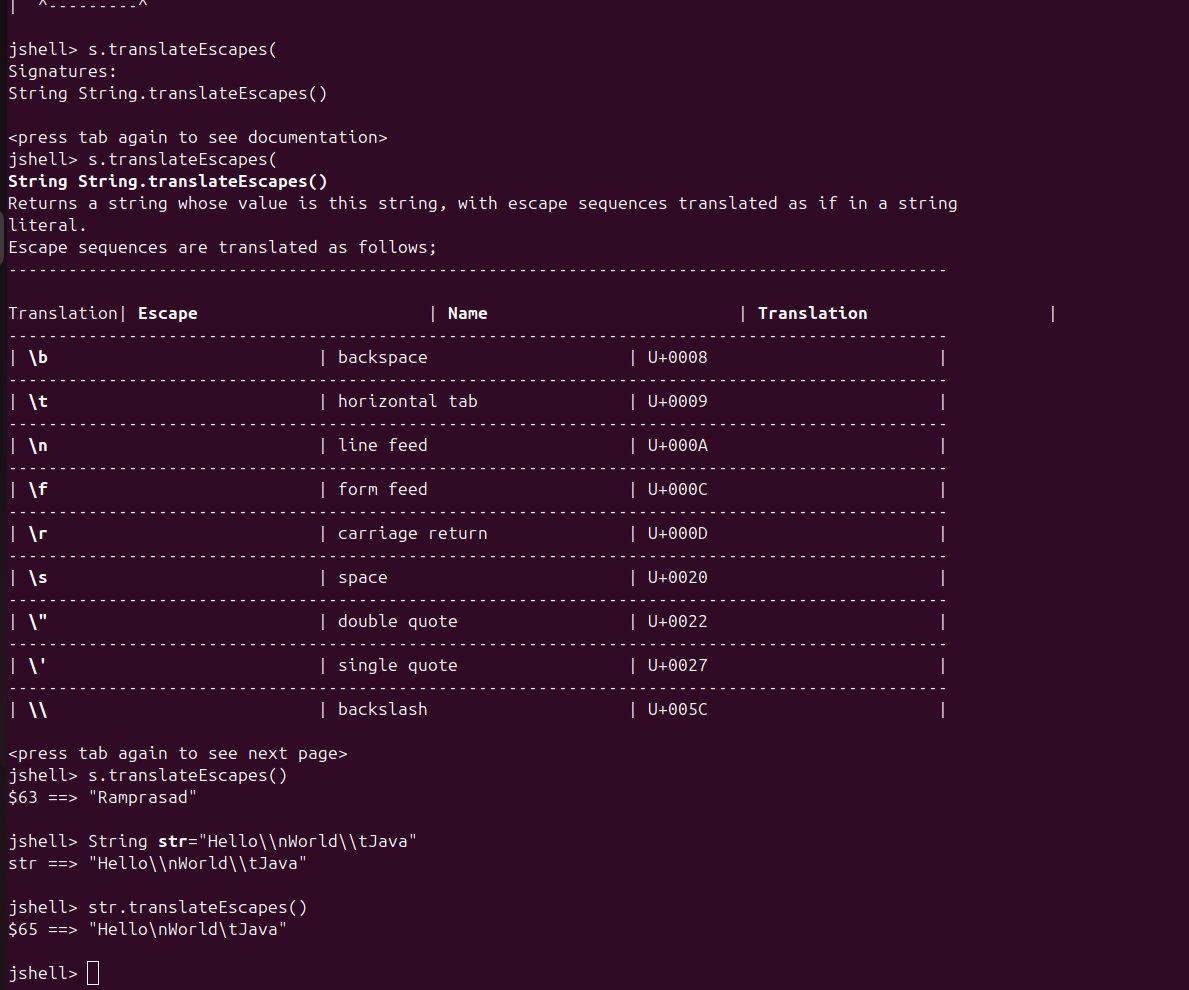 |  ^---------^
jshell> s.translateEscapes(
Signatures:
String String.translateEscapes()
<press tab again to see documentation>
jshell> s.translateEscapes(
String String.translateEscapes()
Returns a string whose value is this string, with escape sequences translated as if in a string
literal.
Escape sequences are translated as follows;
----------------------------------------------------------------------------------------------
Translation| Escape                       | Name                         | Translation                  |
----------------------------------------------------------------------------------------------
| \b                           | backspace                    | U+0008                       |
----------------------------------------------------------------------------------------------
| \t                           | horizontal tab               | U+0009                       |
----------------------------------------------------------------------------------------------
| \n                           | line feed                    | U+000A                       |
----------------------------------------------------------------------------------------------
| \f                           | form feed                    | U+000C                       |
----------------------------------------------------------------------------------------------
| \r                           | carriage return              | U+000D                       |
----------------------------------------------------------------------------------------------
| \s                           | space                        | U+0020                       |
----------------------------------------------------------------------------------------------
| \"                           | double quote                 | U+0022                       |
----------------------------------------------------------------------------------------------
| \'                           | single quote                 | U+0027                       |
----------------------------------------------------------------------------------------------
| \\                           | backslash                    | U+005C                       |
<press tab again to see next page>
jshell> s.translateEscapes()
$63 ==> "Ramprasad"
jshell> String str="Hello\\nWorld\\tJava"
str ==> "Hello\\nWorld\\tJava"
jshell> str.translateEscapes()
$65 ==> "Hello\nWorld\tJava"
jshell>